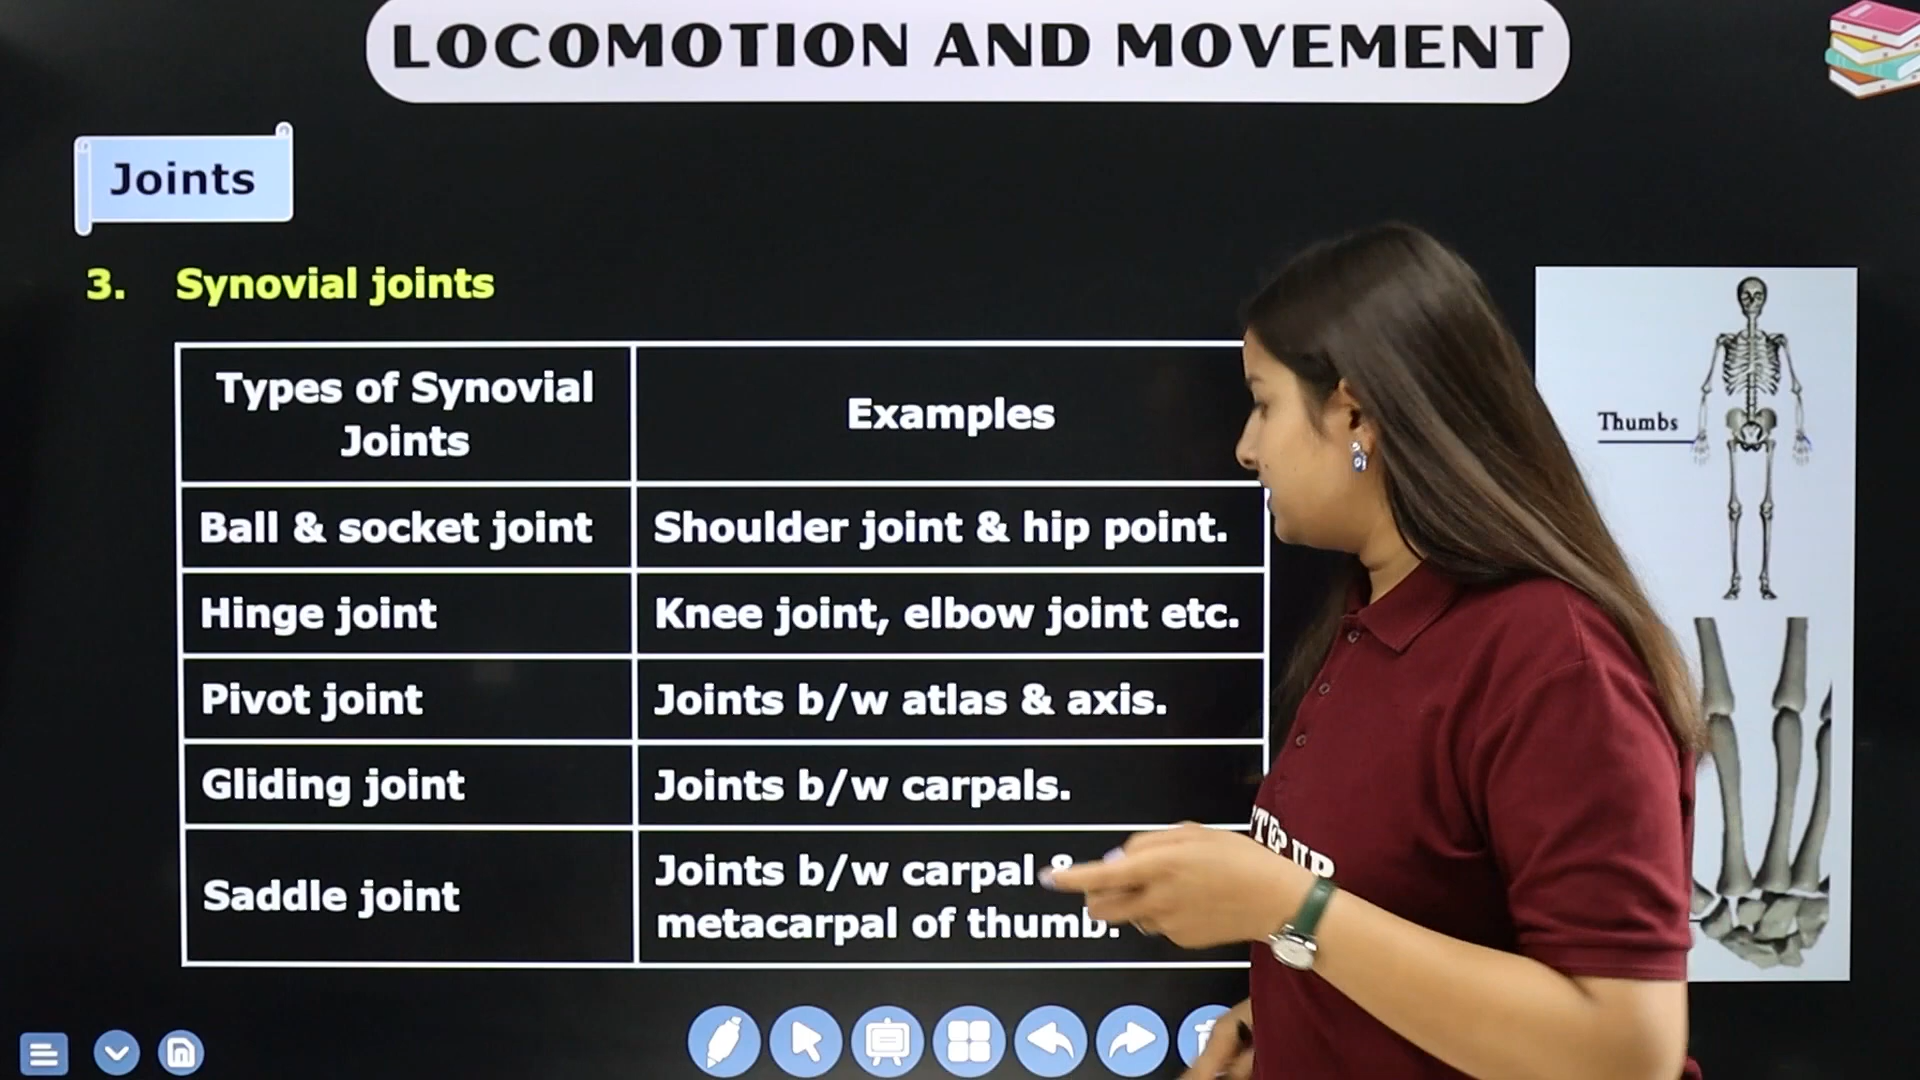 LOCOMOTION AND MOVEMENT
Joints
3. Synovial joints
Types of Synovial
Joints
Examples
Ball & socket joint
Shoulder joint & hip point.
Hinge joint
Knee joint, elbow joint etc.
Pivot joint
Joints b/w atlas & axis.
Gliding joint
Joints b/w carpals.
Saddle joint
Joints b/w carpal &
metacarpal of thumb.
Thumbs
UP